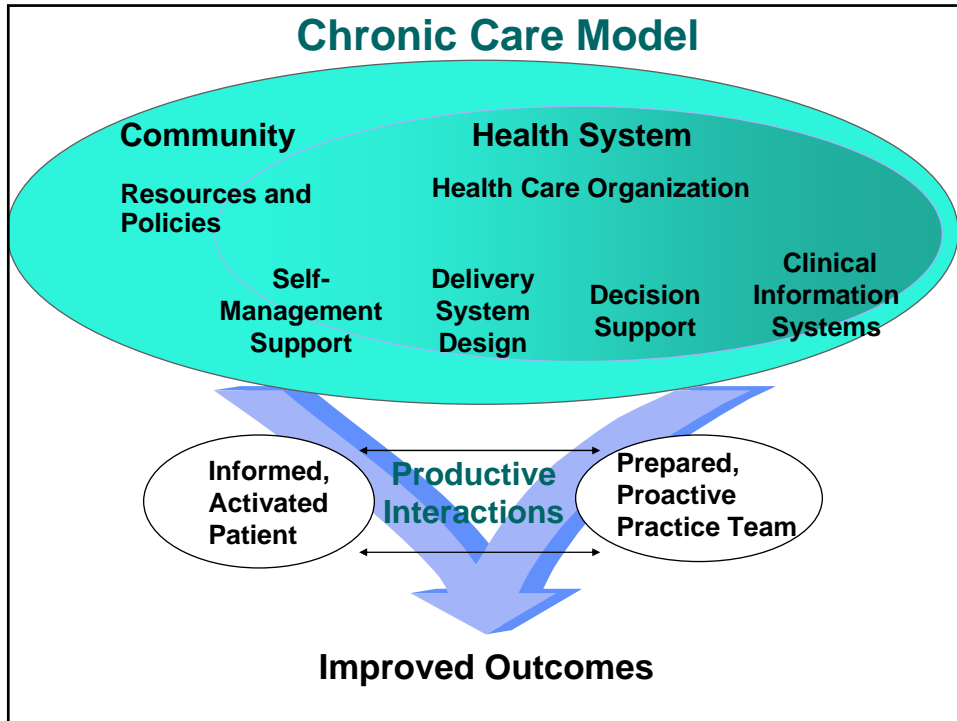 Chronic Care Model
Community
Health System
Resources and
Policies
Health Care Organization
Self-
Management
Support
Delivery
System
Design
Decision
Support
Clinical
Information
Systems
Informed,
Activated
Patient
Productive
Interactions
Prepared,
Proactive
Practice Team
Improved Outcomes